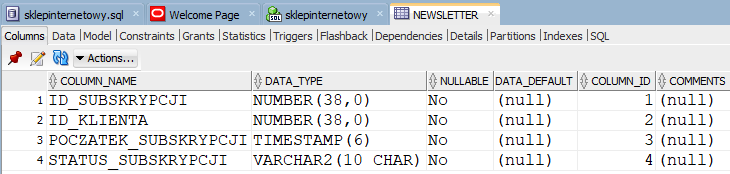 sklepinternetowy.sql Welcome Page sklepinternetowy NEWSLETTER
Columns Data Model Constraints Grants Statistics Triggers Flashback Dependencies Details Partitions Indexes SQL
Actions...
COLUMN_NAME DATA_TYPE NULLABLE DATA_DEFAULT COLUMN_ID COMMENTS
1 ID_SUBSKRYPCJI NUMBER(38,0) No (null) 1 (null)
2 ID_KLIENTA NUMBER(38,0) No (null) 2 (null)
3 POCZATEK_SUBSKRYPCJI TIMESTAMP(6) No (null) 3 (null)
4 STATUS_SUBSKRYPCJI VARCHAR2(10 CHAR) No (null) 4 (null)